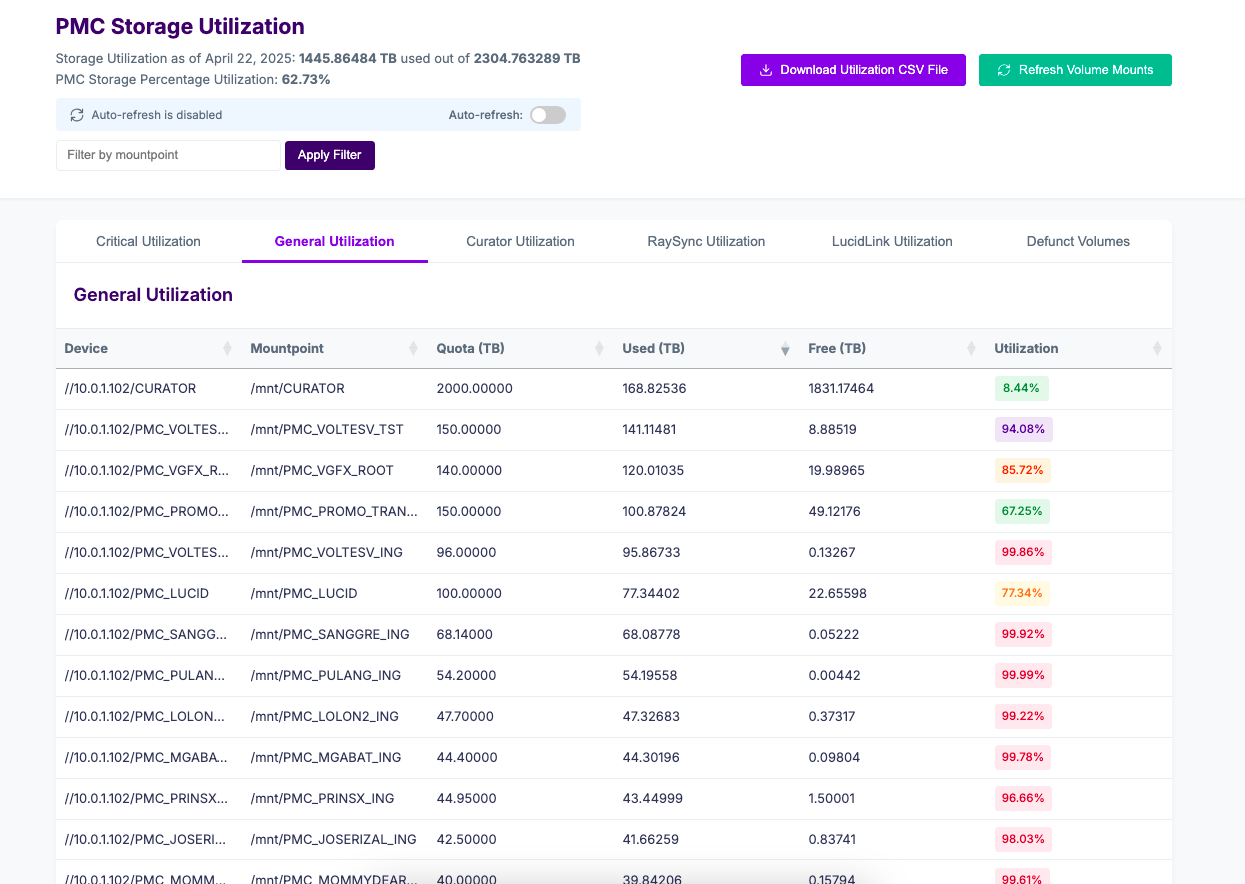 PMC Storage Utilization
Storage Utilization as of April 22, 2025: 1445.86484 TB used out of 2304.763289 TB
PMC Storage Percentage Utilization: 62.73%
Download Utilization CSV File
Refresh Volume Mounts
Auto-refresh is disabled
Auto-refresh:
Filter by mountpoint
Apply Filter
Critical Utilization
General Utilization
Curator Utilization
RaySync Utilization
LucidLink Utilization
Defunct Volumes
General Utilization
Device Mountpoint Quota (TB) Used (TB) Free (TB) Utilization
//10.0.1.102/CURATOR /mnt/CURATOR 2000.00000 168.82536 1831.17464 8.44%
//10.0.1.102/PMC_VOLTES... /mnt/PMC_VOLTESV_TST 150.00000 141.11481 8.88519 94.08%
//10.0.1.102/PMC_VGFX_R... /mnt/PMC_VGFX_ROOT 140.00000 120.01035 19.98965 85.72%
//10.0.1.102/PMC_PROMO... /mnt/PMC_PROMO_TRAN... 150.00000 100.87824 49.12176 67.25%
//10.0.1.102/PMC_VOLTES... /mnt/PMC_VOLTESV_ING 96.00000 95.86733 0.13267 99.86%
//10.0.1.102/PMC_LUCID /mnt/PMC_LUCID 100.00000 77.34402 22.65598 77.34%
//10.0.1.102/PMC_SANGG... /mnt/PMC_SANGGRE_ING 68.14000 68.08778 0.05222 99.92%
//10.0.1.102/PMC_PULAN... /mnt/PMC_PULANG_ING 54.20000 54.19558 0.00442 99.99%
//10.0.1.102/PMC_LOLON... /mnt/PMC_LOLON2_ING 47.70000 47.32683 0.37317 99.22%
//10.0.1.102/PMC_MGABA... /mnt/PMC_MGABAT_ING 44.40000 44.30196 0.09804 99.78%
//10.0.1.102/PMC_PRINSX... /mnt/PMC_PRINSX_ING 44.95000 43.44999 1.50001 96.66%
//10.0.1.102/PMC_JOSERI... /mnt/PMC_JOSERIZAL_ING 42.50000 41.66259 0.83741 98.03%
//10.0.1.102/PMC_MOMM... /mnt/PMC_MOMMYDEAR... 40.00000 39.84206 0.15794 99.61%